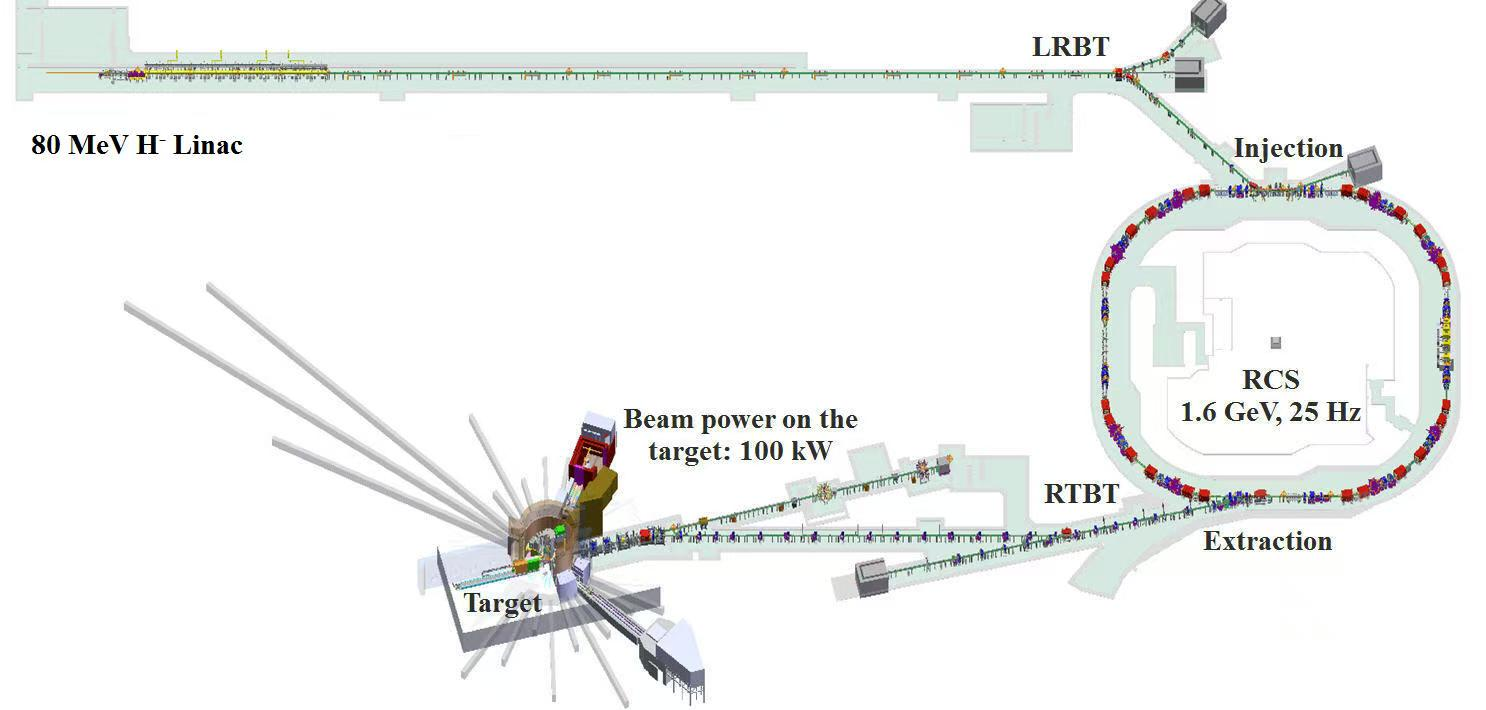 LRBT
80 MeV H⁻ Linac
Injection
RCS
1.6 GeV, 25 Hz
Beam power on the
target: 100 kW
RTBT
Extraction
Target